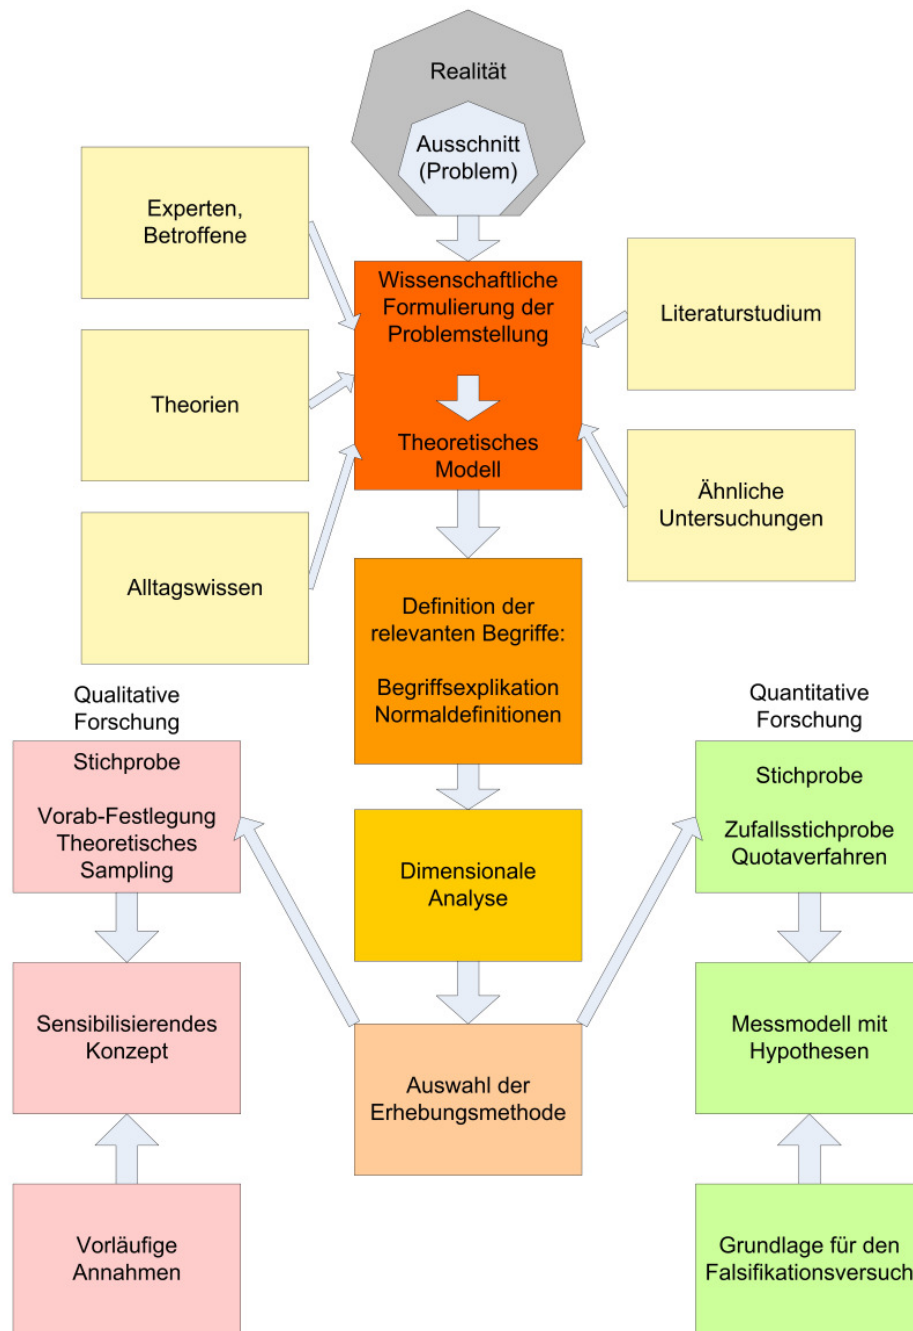 Realität
Ausschnitt
(Problem)
Experten,
Betroffene
Wissenschaftliche
Formulierung der
Problemstellung
Literaturstudium
Theorien
Theoretisches
Modell
Ähnliche
Untersuchungen
Alltagswissen
Definition der
relevanten Begriffe:
Begriffsexplikation
Normaldefinitionen
Qualitative
Forschung
Quantitative
Forschung
Stichprobe
Vorab-Festlegung
Theoretisches
Sampling
Dimensionale
Analyse
Stichprobe
Zufallsstichprobe
Quotaverfahren
Sensibilisierendes
Konzept
Auswahl der
Erhebungsmethode
Messmodell mit
Hypothesen
Vorläufige
Annahmen
Grundlage für den
Falsifikationsversuch